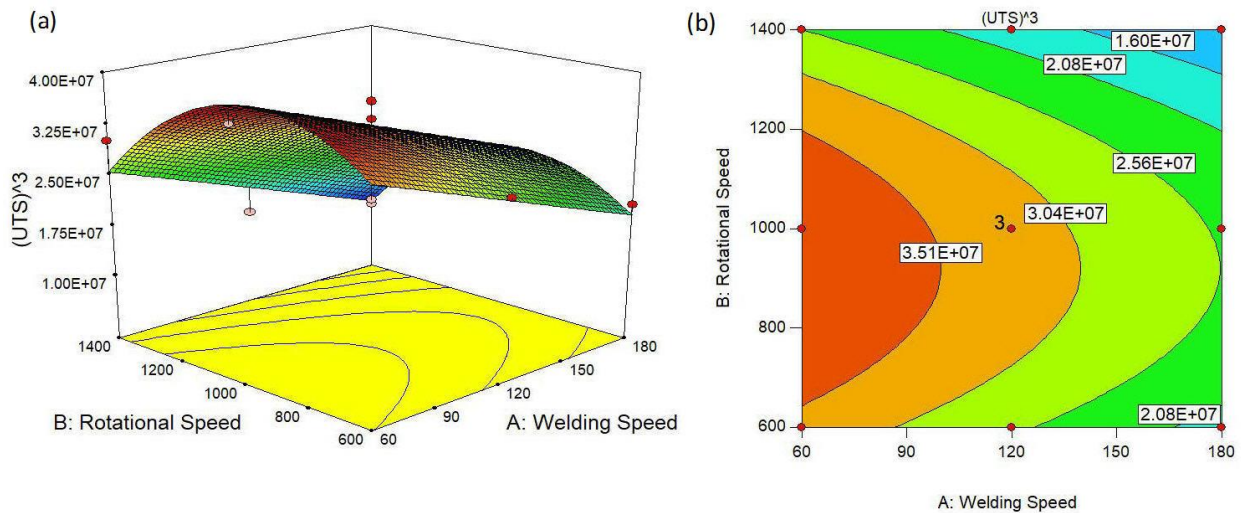 (a)
4.00E+07
3.25E+07
2.50E+07
1.75E+07
1.00E+07
(UTS)^3
1400
1200
1000
800
600
B: Rotational Speed
60
90
120
150
180
A: Welding Speed
(b)
(UTS)^3
1400
1200
1000
800
600
B: Rotational Speed
1.60E+07
2.08E+07
2.56E+07
3.04E+07
3
3.51E+07
2.08E+07
60
90
120
150
180
A: Welding Speed